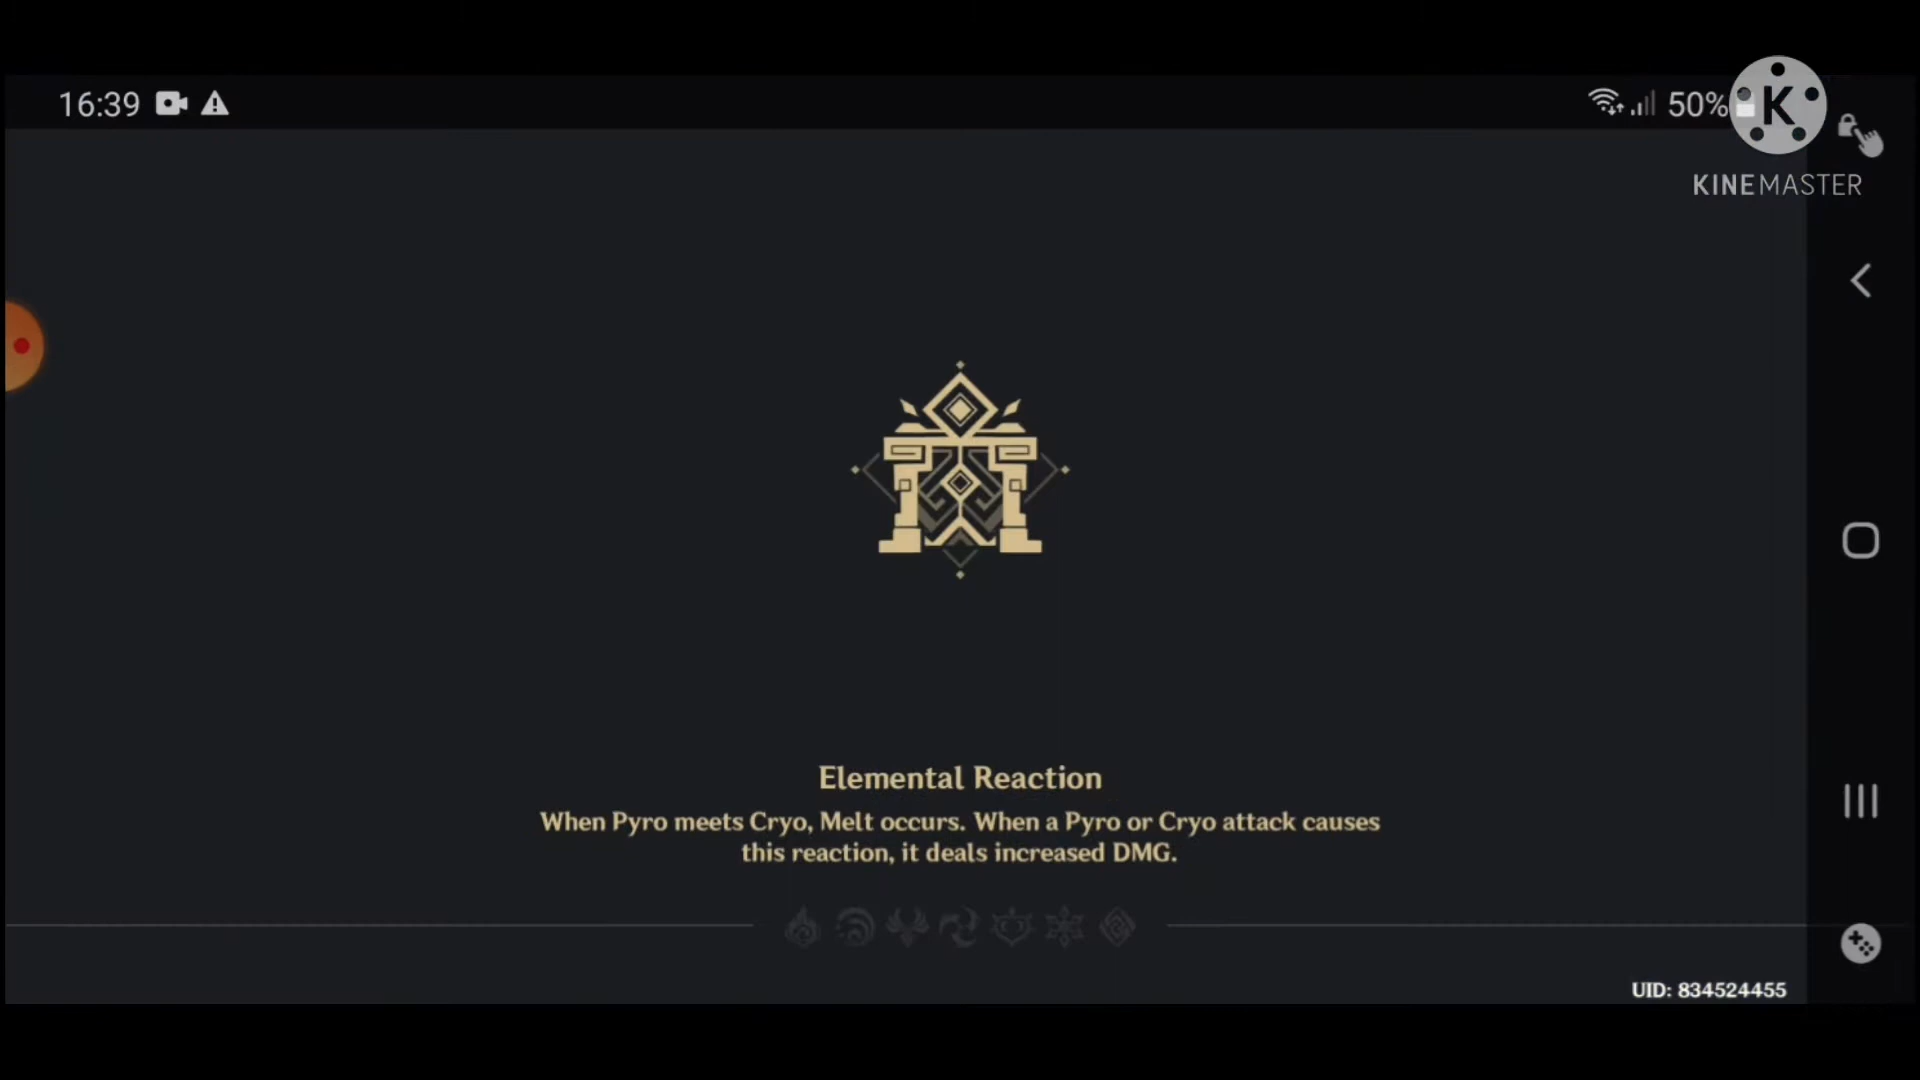 16:39
50%
K
KINEMASTER
Elemental Reaction
When Pyro meets Cryo, Melt occurs. When a Pyro or Cryo attack causes
this reaction, it deals increased DMG.
UID: 834524455